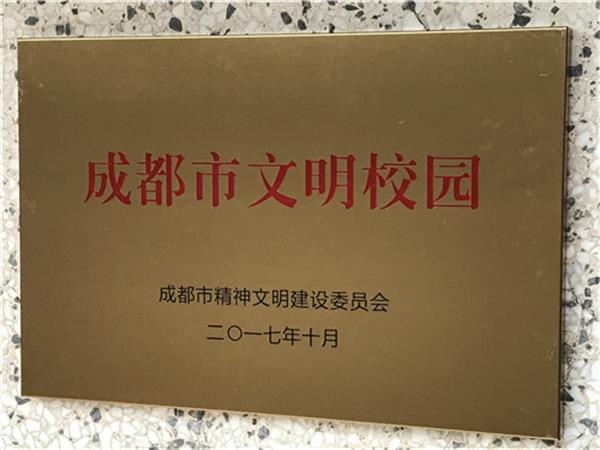 成都市文明校园
成都市精神文明建设委员会
二〇一七年十月